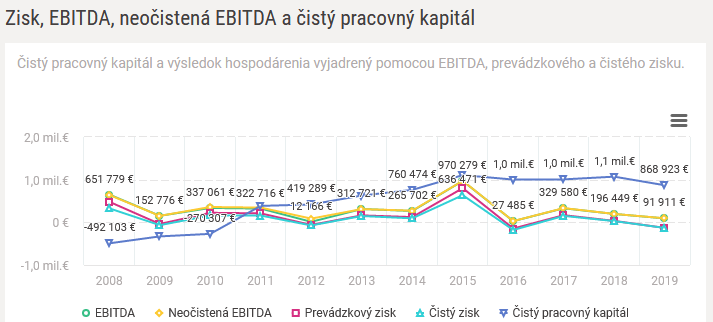 Zisk, EBITDA, neočistená EBITDA a čistý pracovný kapitál
Čistý pracovný kapitál a výsledok hospodárenia vyjadrený pomocou EBITDA, prevádzkového a čistého zisku.
2,0 mil.€
1,0 mil.€
0 €
-1,0 mil.€
651 779 €
152 776 €
337 061 €
322 716 €
419 289 €
312 721 €
760 474 €
970 279 €
1,0 mil.€
1,0 mil.€
1,1 mil.€
868 923 €
-492 103 €
-270 307 €
-12 166 €
265 702 €
636 471 €
27 485 €
329 580 €
196 449 €
91 911 €
2008 2009 2010 2011 2012 2013 2014 2015 2016 2017 2018 2019
EBITDA Neočistená EBITDA Prevádzkový zisk Čistý zisk Čistý pracovný kapitál